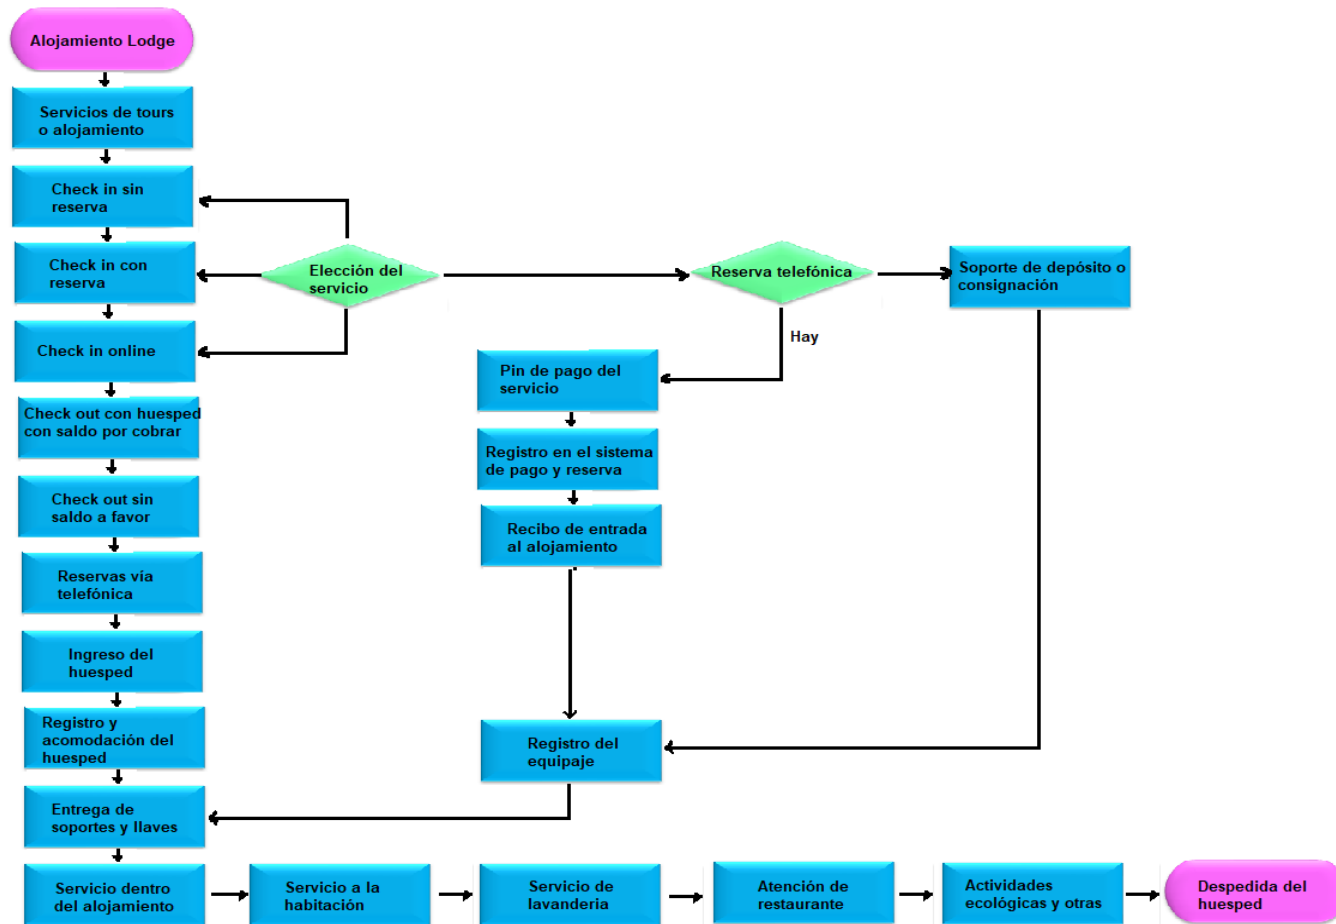 Alojamiento Lodge
Servicios de tours
o alojamiento
Check in sin
reserva
Check in con
reserva
Elección del
servicio
Reserva telefónica
Soporte de depósito o
consignación
Check in online
Hay
Pin de pago del
servicio
Check out con huesped
con saldo por cobrar
Registro en el sistema
de pago y reserva
Check out sin
saldo a favor
Recibo de entrada
al alojamiento
Reservas vía
telefónica
Ingreso del
huesped
Registro y
acomodación del
huesped
Registro del
equipaje
Entrega de
soportes y llaves
Servicio dentro
del alojamiento
Servicio a la
habitación
Servicio de
lavanderia
Atención de
restaurante
Actividades
ecológicas y otras
Despedida del
huesped